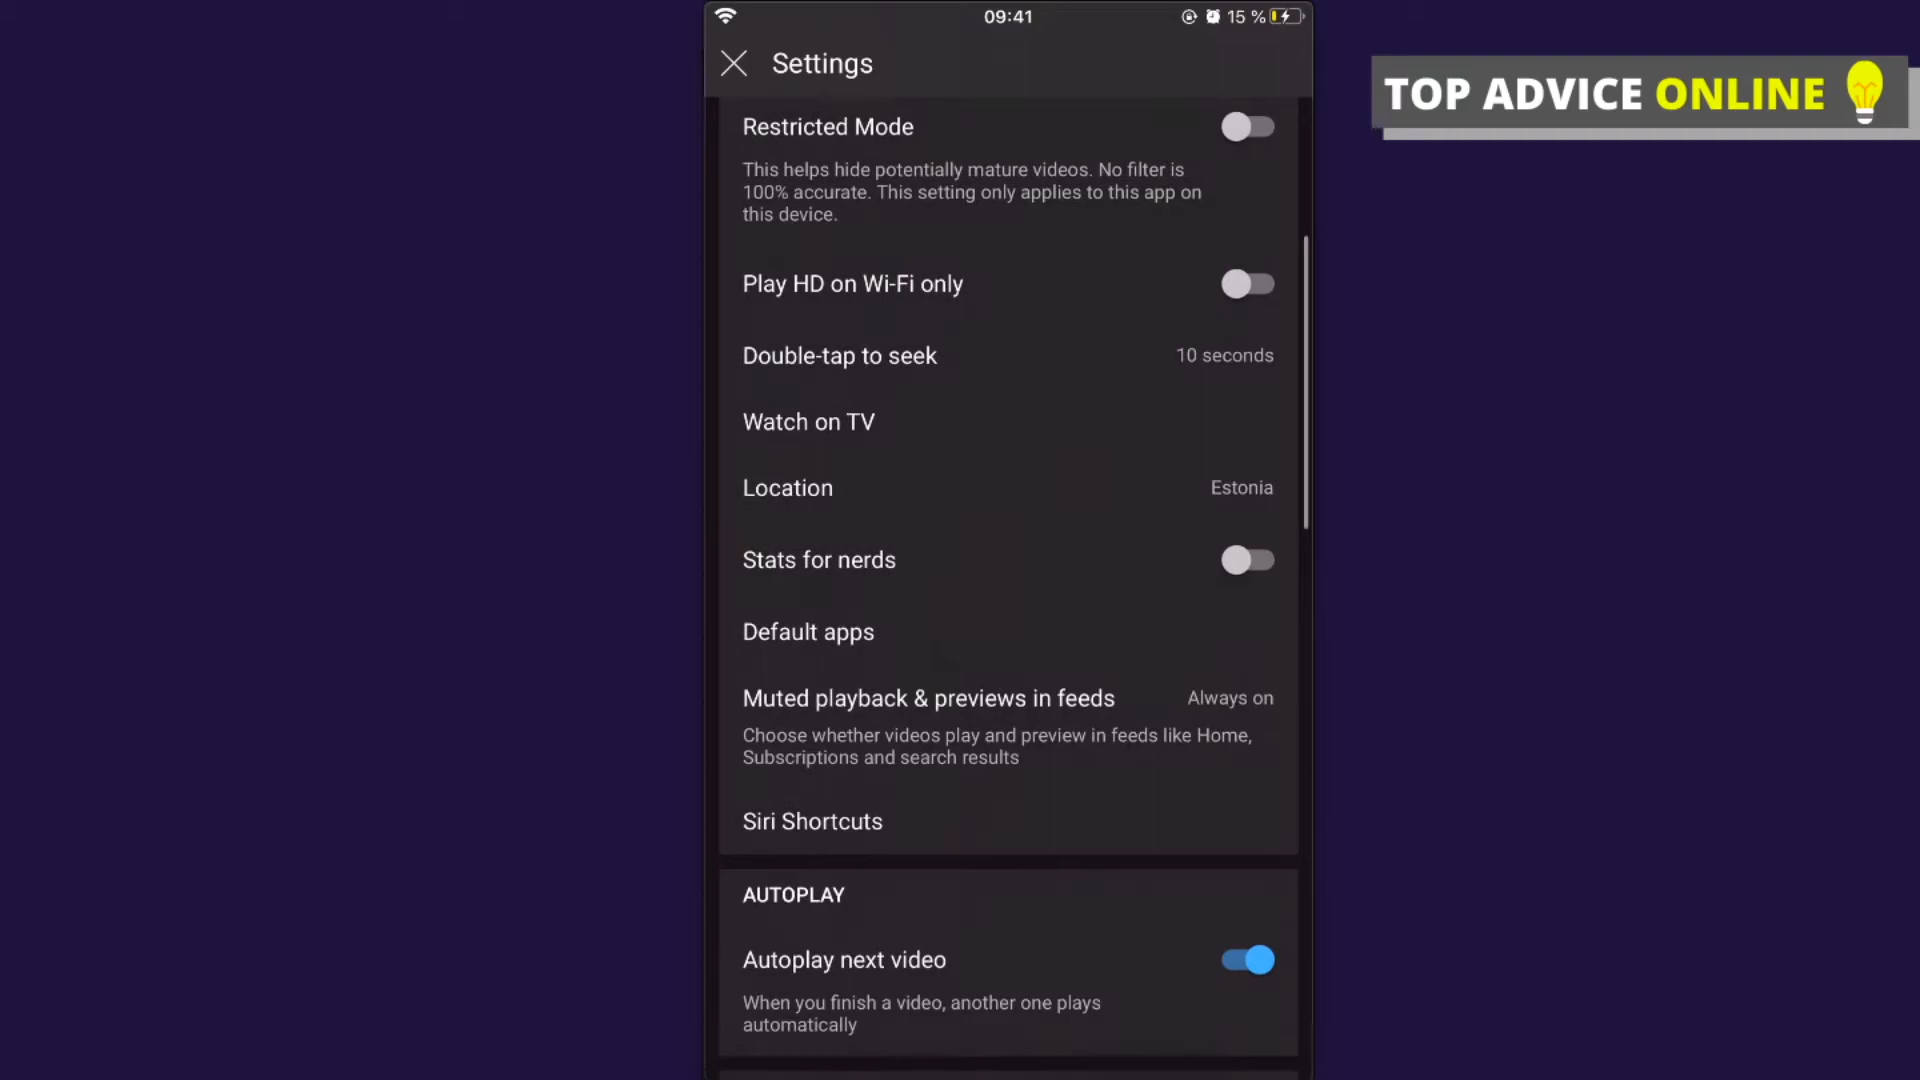 09:41
15 %
Settings
TOP ADVICE ONLINE
Restricted Mode
This helps hide potentially mature videos. No filter is
100% accurate. This setting only applies to this app on
this device.
Play HD on Wi-Fi only
Double-tap to seek
10 seconds
Watch on TV
Location
Estonia
Stats for nerds
Default apps
Muted playback & previews in feeds
Always on
Choose whether videos play and preview in feeds like Home,
Subscriptions and search results
Siri Shortcuts
AUTOPLAY
Autoplay next video
When you finish a video, another one plays
automatically